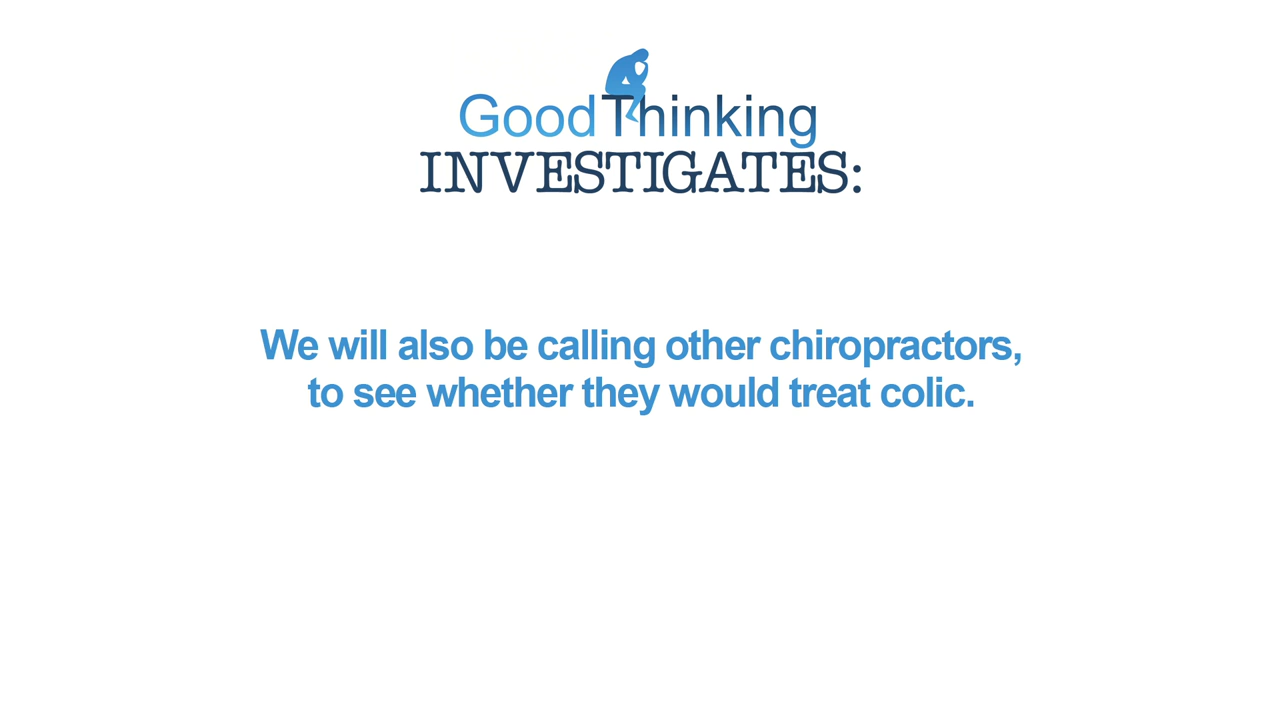 GoodThinking
INVESTIGATES:
We will also be calling other chiropractors,
to see whether they would treat colic.